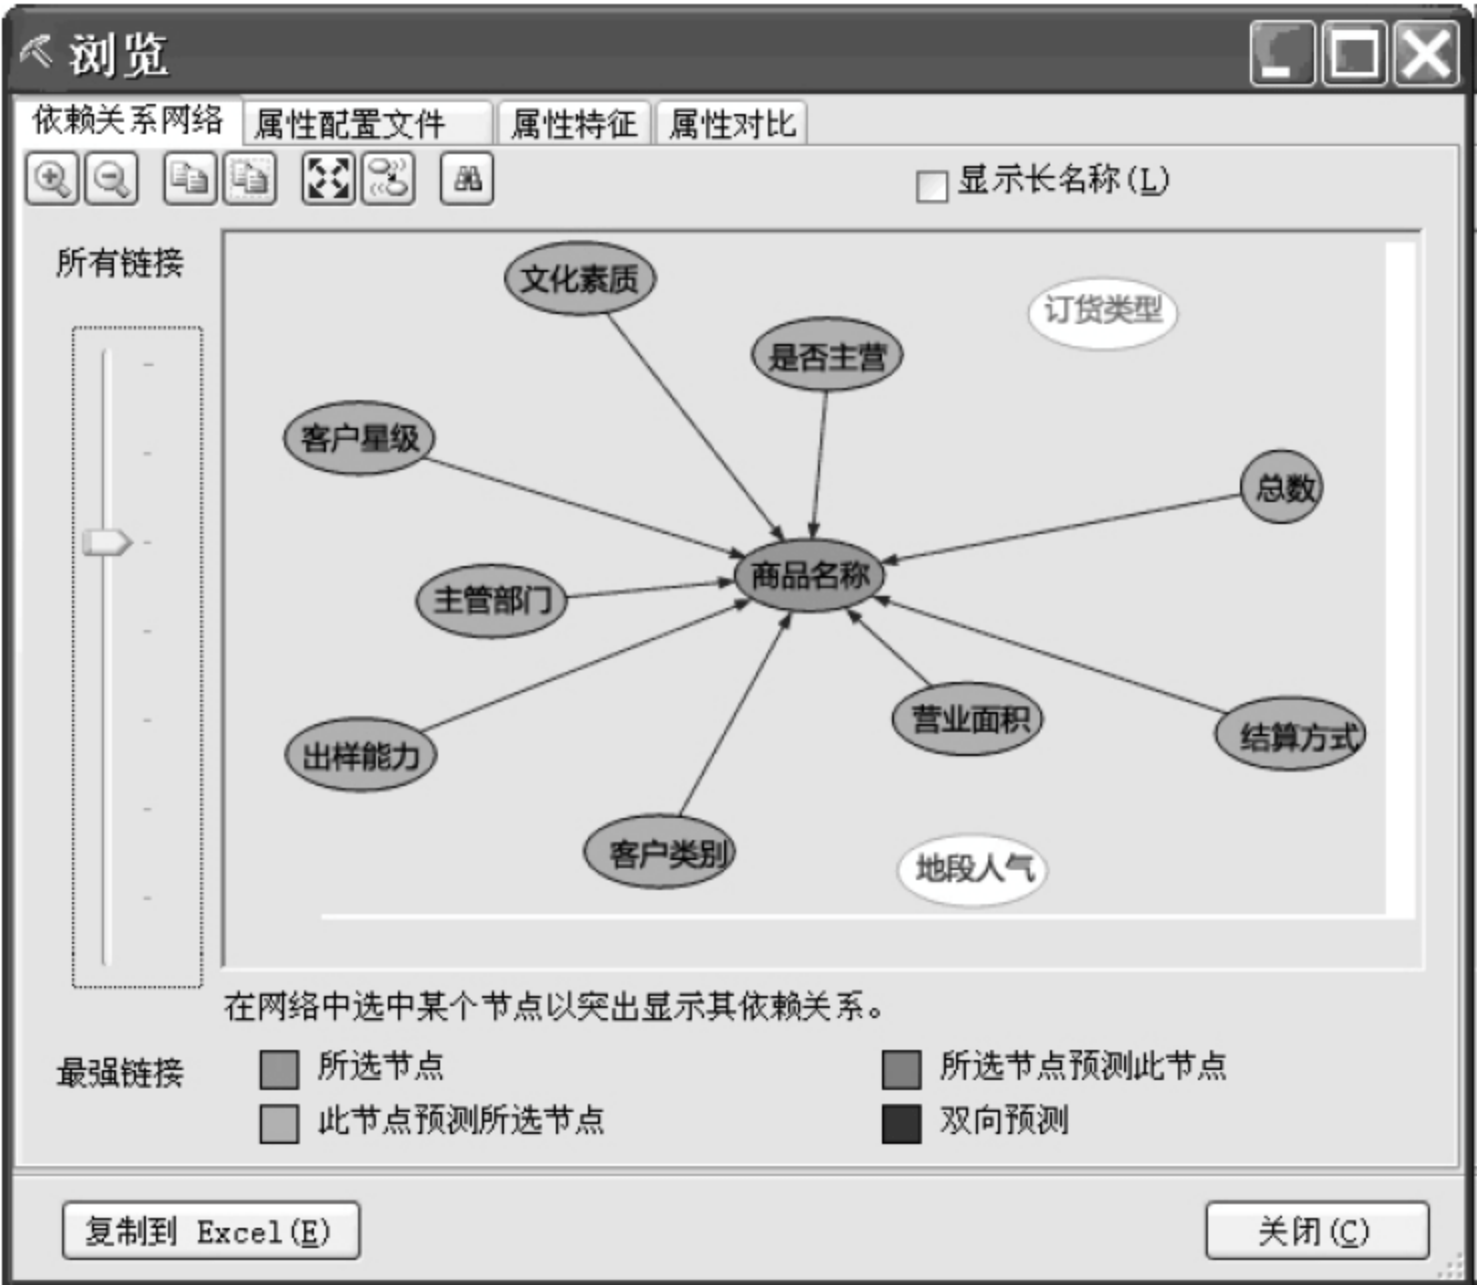 浏览
依赖关系网络 属性配置文件 属性特征 属性对比
显示长名称(L)
所有链接
文化素质
订货类型
是否主营
客户星级
总数
商品名称
主管部门
营业面积
结算方式
出样能力
客户类别
地段人气
在网络中选中某个节点以突出显示其依赖关系。
最强链接
所选节点
所选节点预测此节点
此节点预测所选节点
双向预测
复制到 Excel(E)
关闭(C)